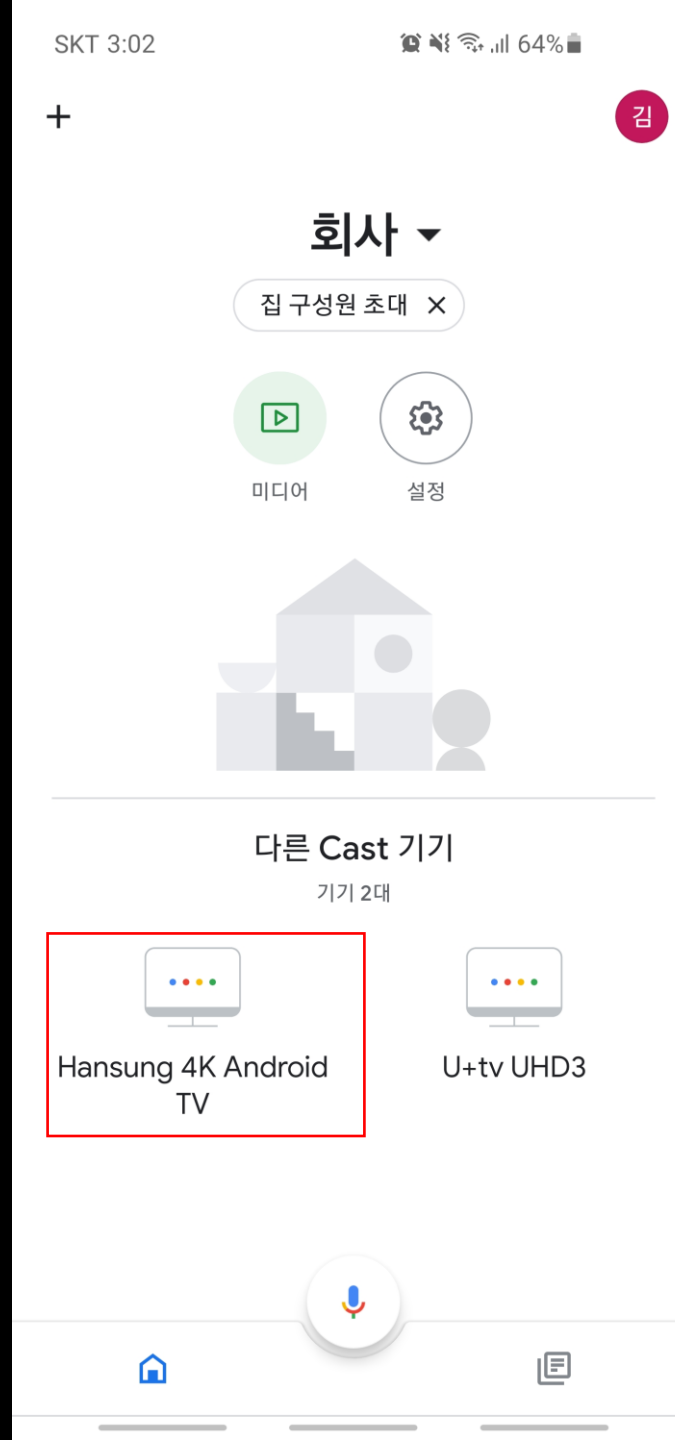 SKT 3:02 64%
김
회사
집 구성원 초대
미디어 설정
다른 Cast 기기
기기 2대
Hansung 4K Android
TV
U+tv UHD3